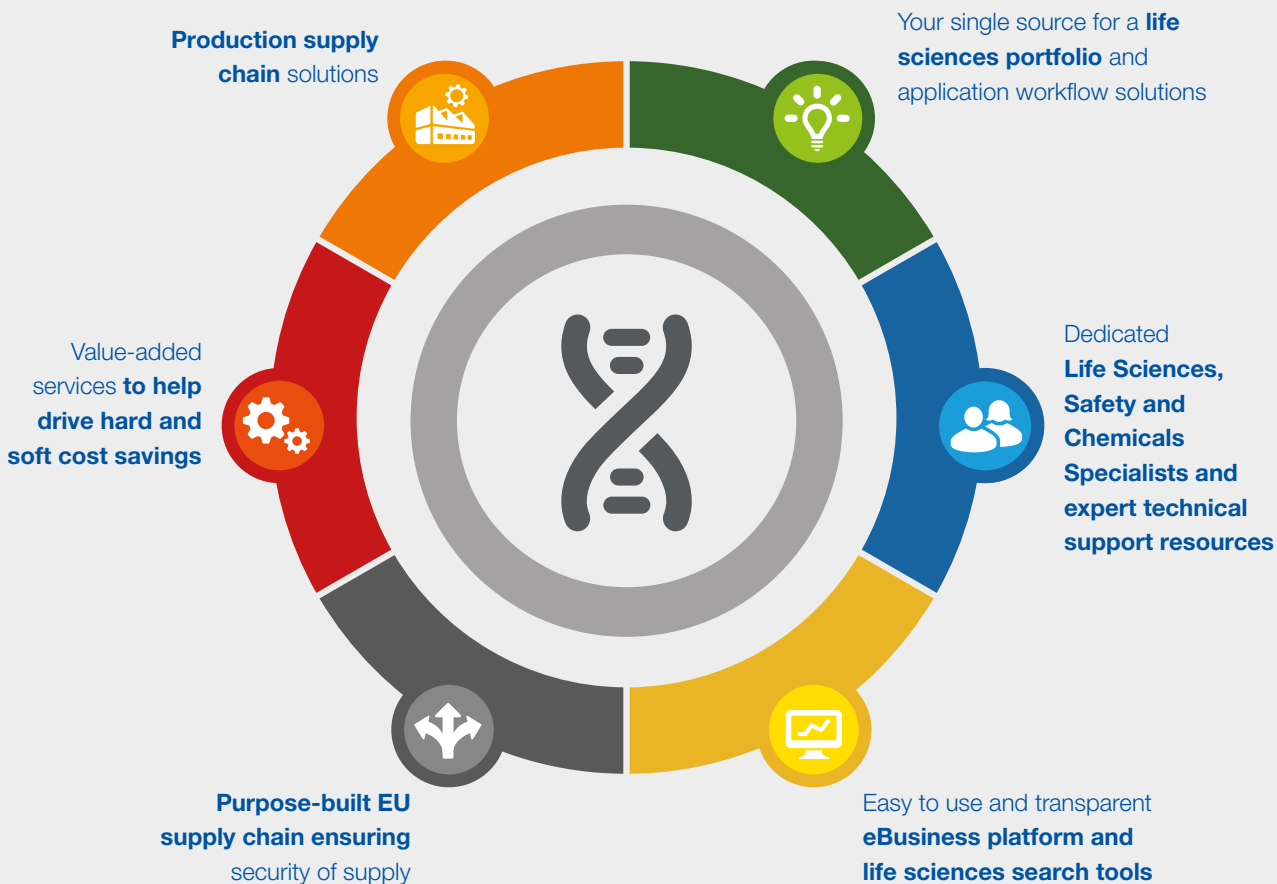 Production supply
chain solutions
Your single source for a life
sciences portfolio and
application workflow solutions
Dedicated
Life Sciences,
Safety and
Chemicals
Specialists and
expert technical
support resources
Easy to use and transparent
eBusiness platform and
life sciences search tools
Purpose-built EU
supply chain ensuring
security of supply
Value-added
services to help
drive hard and
soft cost savings